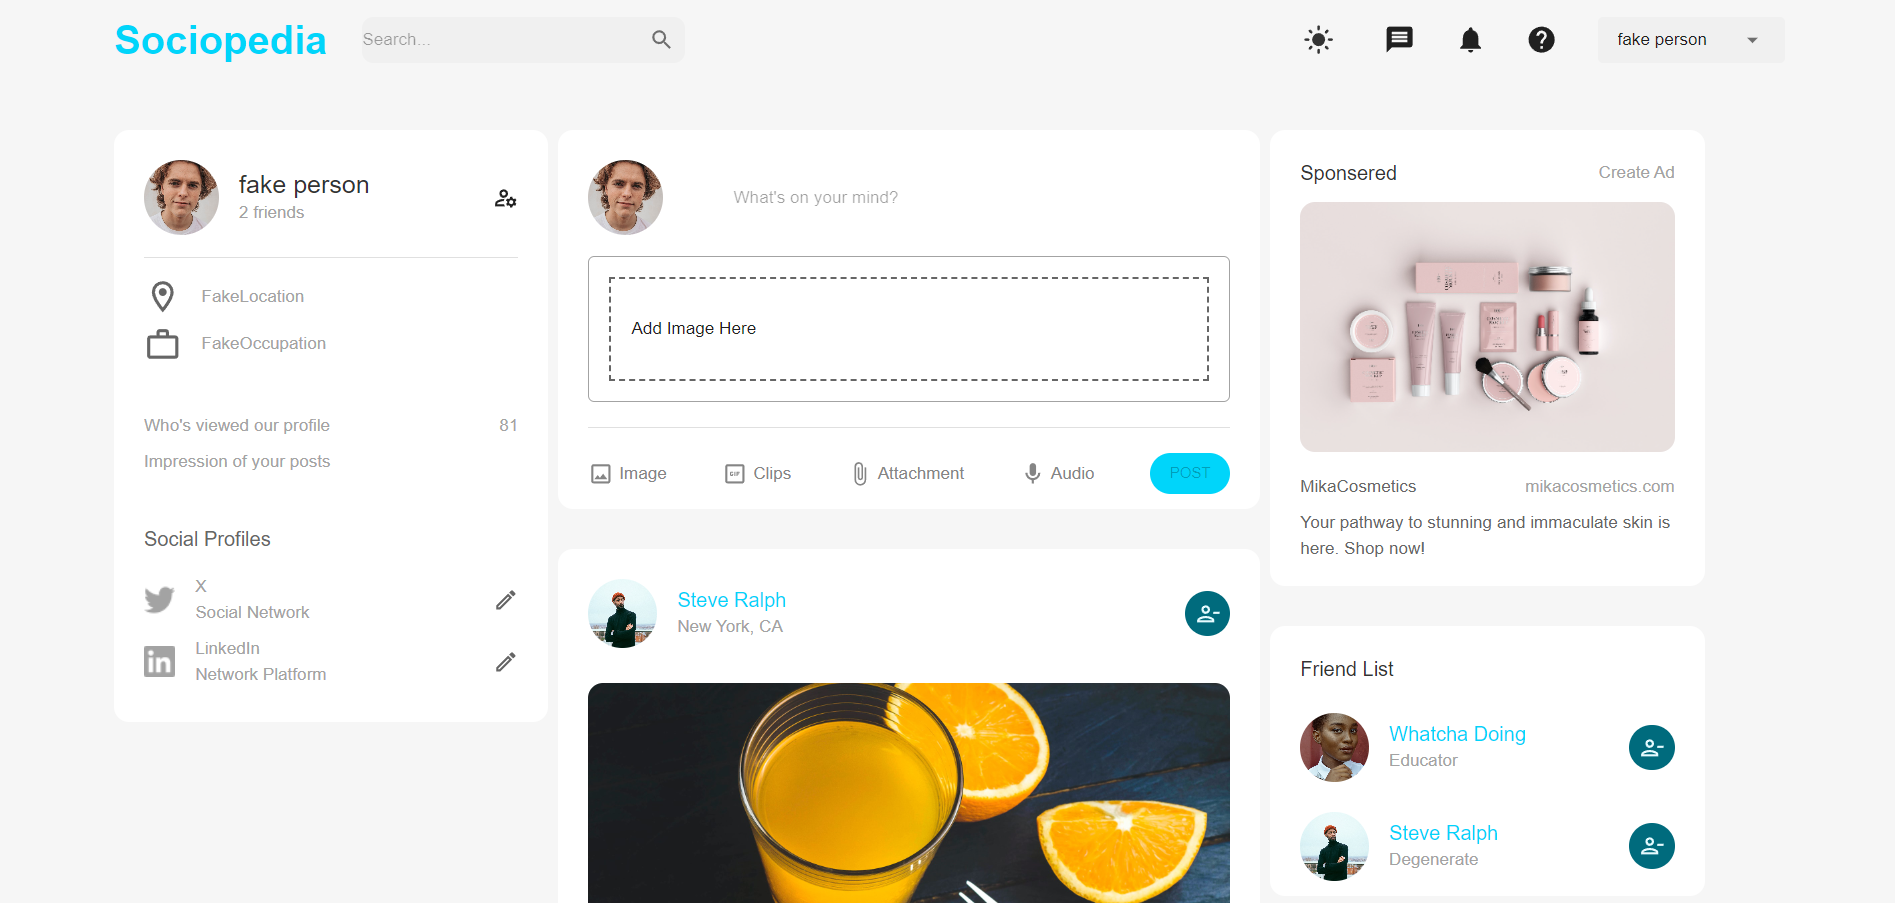 Sociopedia
Search...
fake person
fake person
2 friends
FakeLocation
FakeOccupation
Who's viewed our profile 81
Impression of your posts
Social Profiles
X
Social Network
LinkedIn
Network Platform
What's on your mind?
Add Image Here
Image
GIF Clips
Attachment
Audio
POST
Steve Ralph
New York, CA
Sponsered Create Ad
MikaCosmetics mikacosmetics.com
Your pathway to stunning and immaculate skin is
here. Shop now!
Friend List
Whatcha Doing
Educator
Steve Ralph
Degenerate